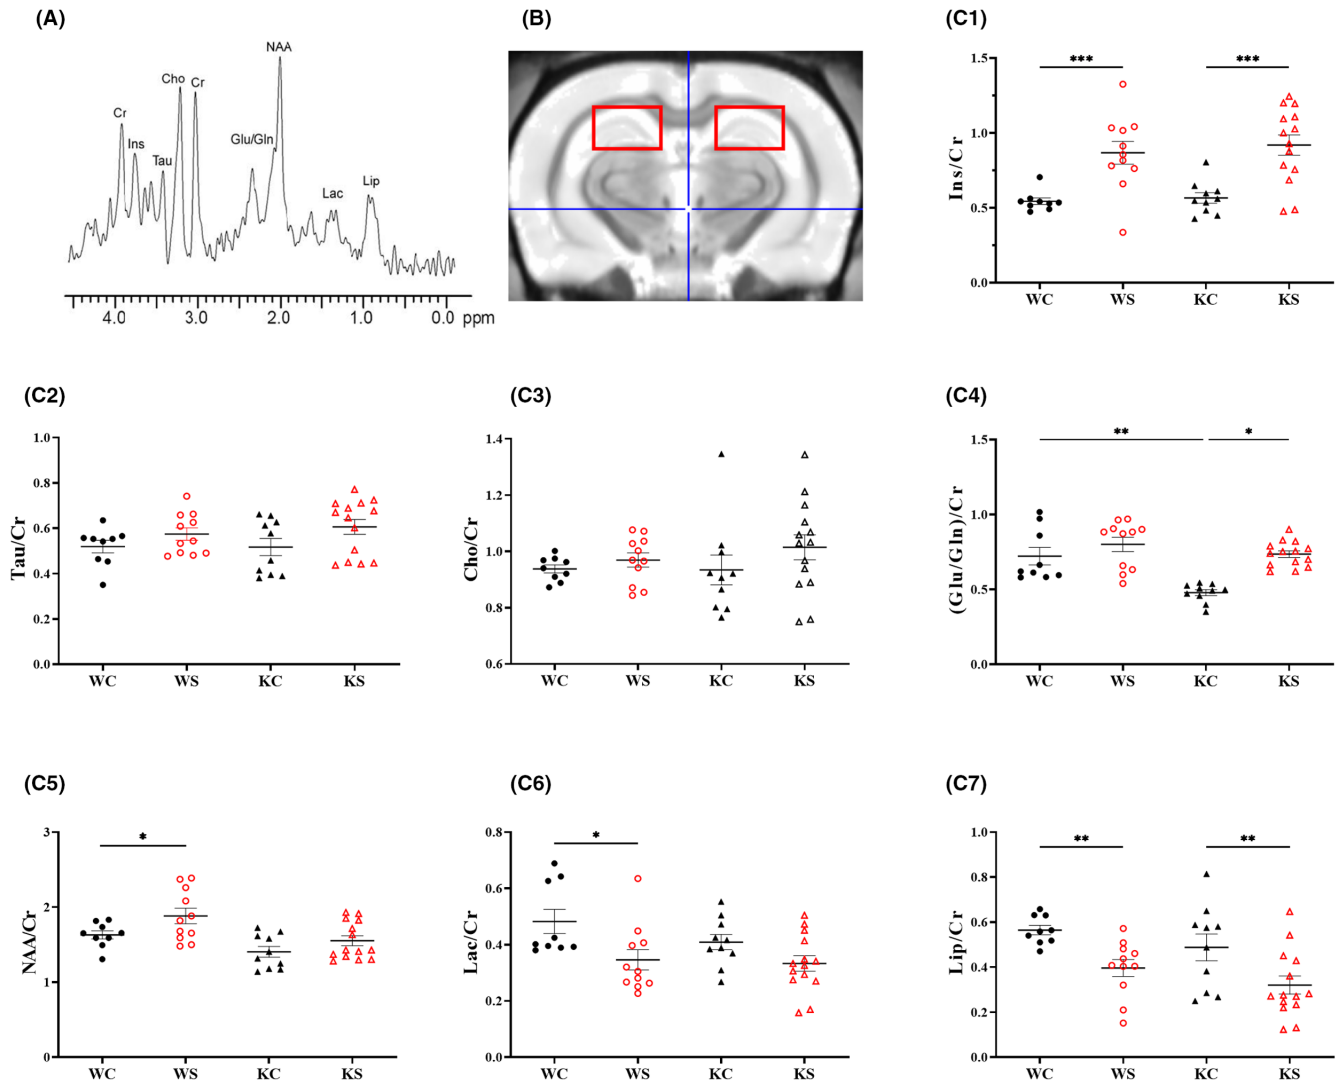 (A)
NAA
Cho
Cr
Cr
Ins
Tau
Glu/Gln
Lac
Lip
4.0 3.0 2.0 1.0 0.0 ppm
(B)
(C1)
Ins/Cr
1.5
1.0
0.5
0.0
*** ***
WC WS KC KS
(C2)
Tau/Cr
1.0
0.8
0.6
0.4
0.2
0.0
WC WS KC KS
(C3)
Cho/Cr
1.4
1.2
1.0
0.8
0.6
WC WS KC KS
(C4)
(Glu/Gln)/Cr
1.5
1.0
0.5
0.0
** *
WC WS KC KS
(C5)
NAA/Cr
3
2
1
0
*
WC WS KC KS
(C6)
Lac/Cr
0.8
0.6
0.4
0.2
0.0
*
WC WS KC KS
(C7)
Lip/Cr
1.0
0.8
0.6
0.4
0.2
0.0
** **
WC WS KC KS